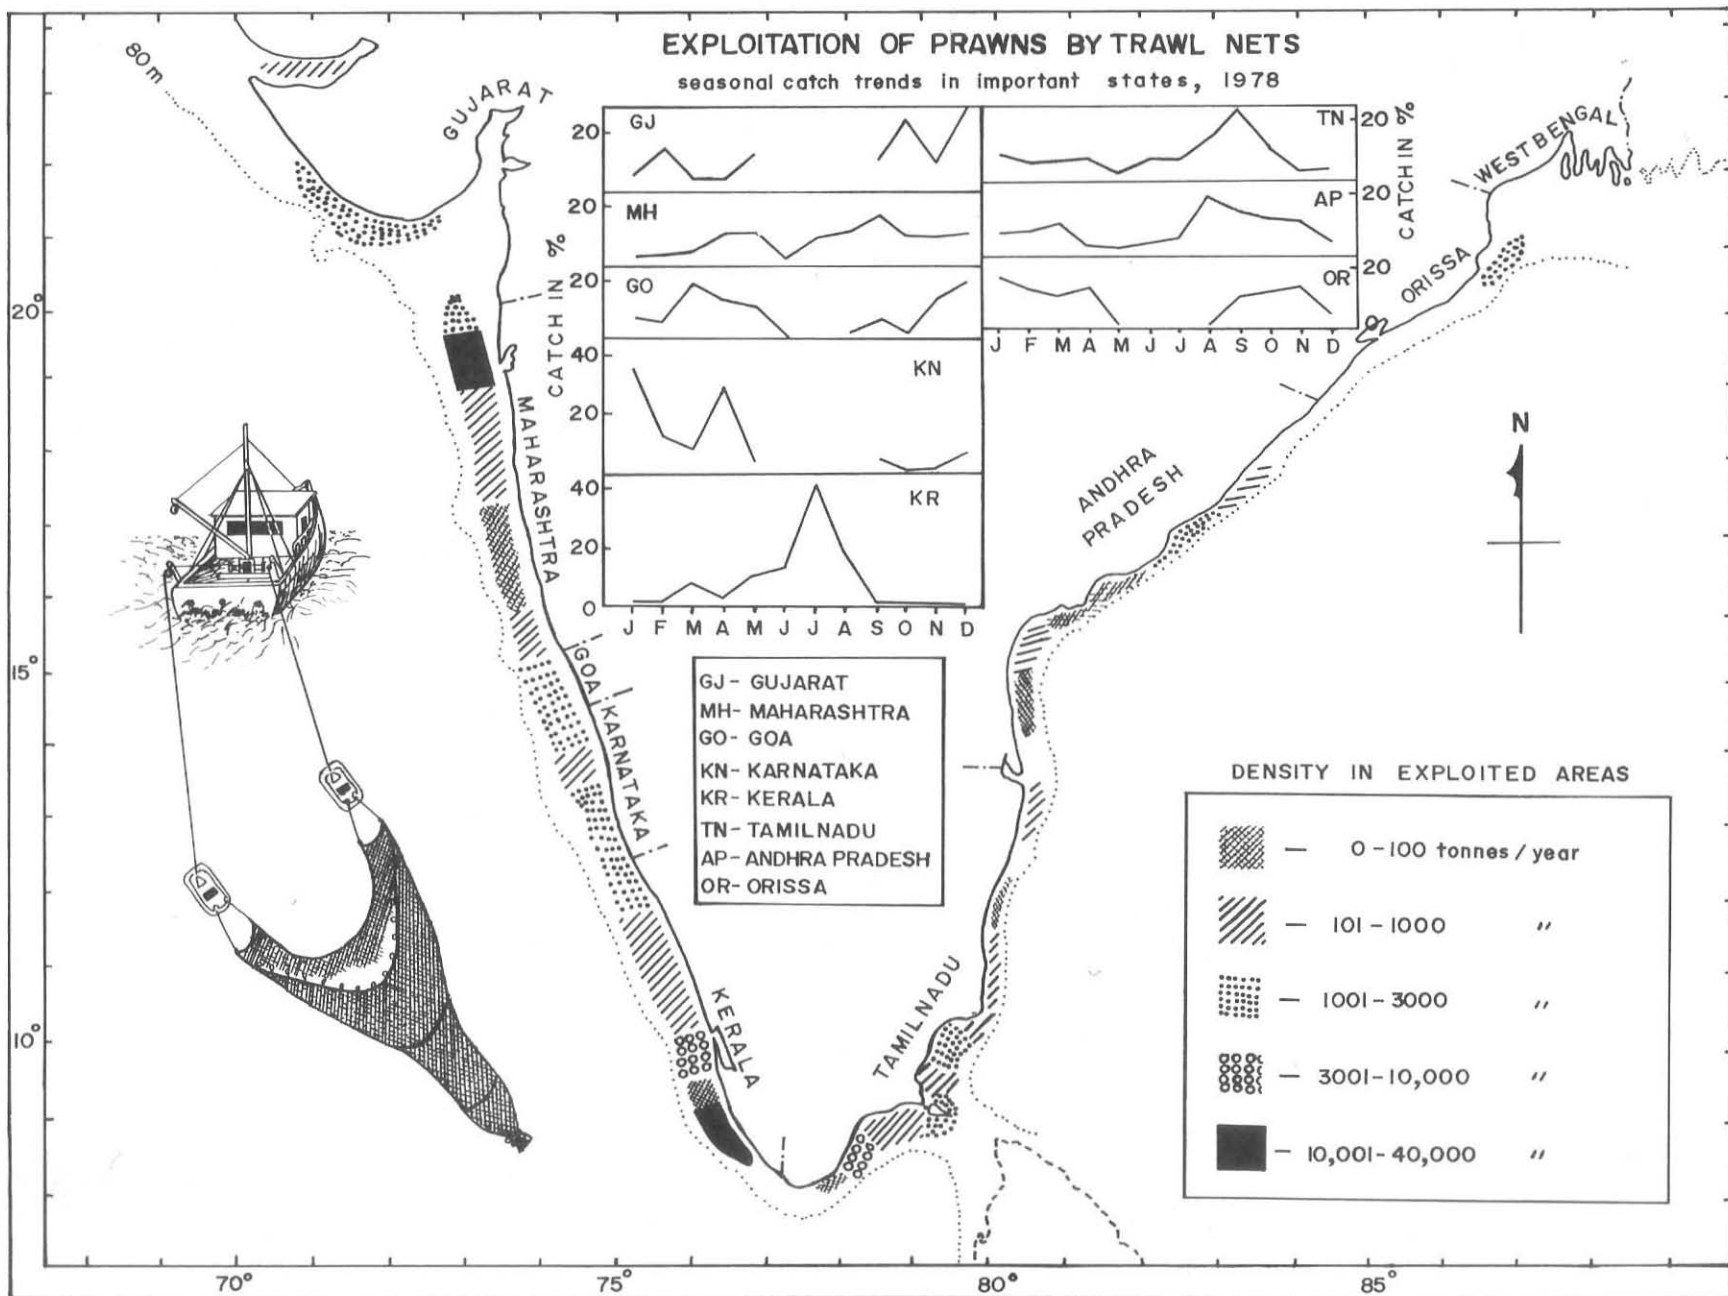 EXPLOITATION OF PRAWNS BY TRAWL NETS
seasonal catch trends in important states, 1978
80 m
GUJARAT
MAHARASHTRA
GOA
KARNATAKA
KERALA
TAMILNADU
ANDHRA
PRADESH
ORISSA
WEST BENGAL
CATCH IN %
GJ
20
MH
20
GO
20
KN
40
20
KR
40
20
0
J F M A M J J A S O N D
CATCH IN %
TN
20
AP
20
OR
20
0
J F M A M J J A S O N D
GJ - GUJARAT
MH - MAHARASHTRA
GO - GOA
KN - KARNATAKA
KR - KERALA
TN - TAMILNADU
AP - ANDHRA PRADESH
OR - ORISSA
N
DENSITY IN EXPLOITED AREAS
— 0 - 100 tonnes / year
— 101 - 1000 "
— 1001 - 3000 "
— 3001 - 10,000 "
— 10,001 - 40,000 "
20°
15°
10°
70° 75° 80° 85°